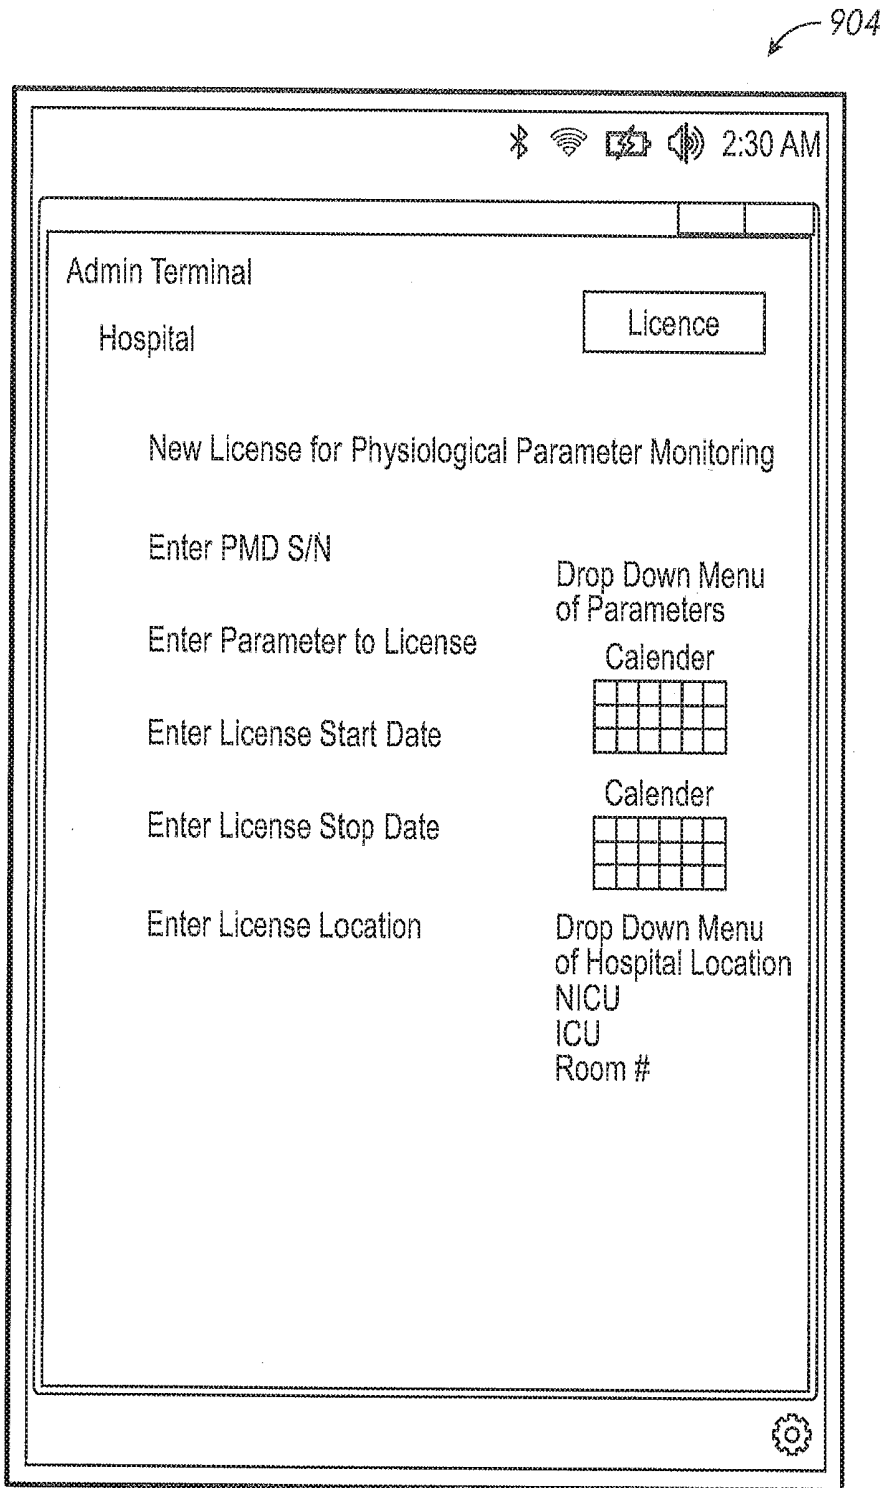 904
2:30 AM
Admin Terminal
Licence
Hospital
New License for Physiological Parameter Monitoring
Enter PMD S/N
Drop Down Menu
of Parameters
Enter Parameter to License
Calender
Enter License Start Date
Calender
Enter License Stop Date
Enter License Location
Drop Down Menu
of Hospital Location
NICU
ICU
Room #